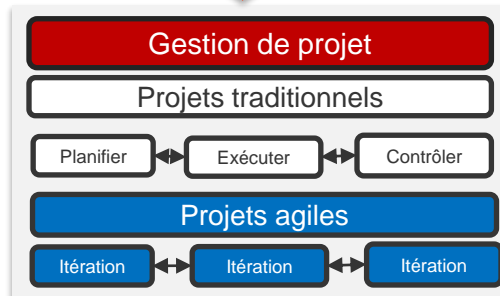 Gestion de projet
Projets traditionnels
Planifier Exécuter Contrôler
Projets agiles
Itération Itération Itération